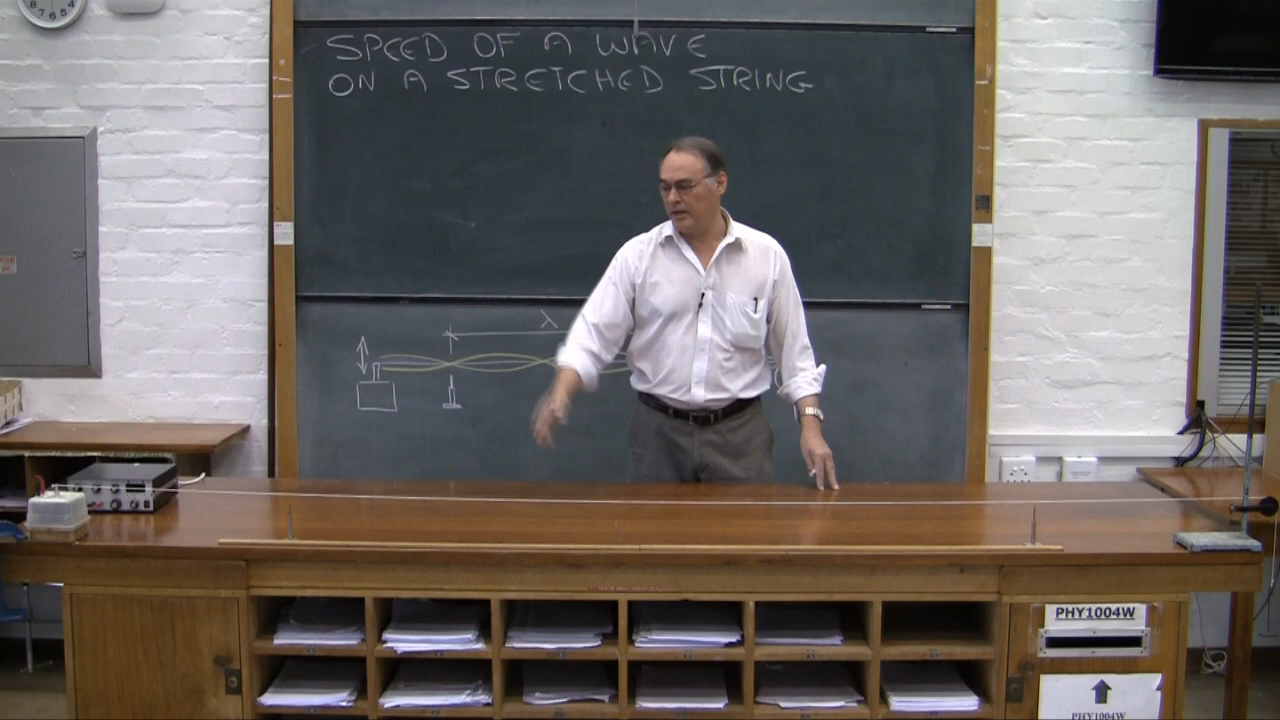 SPEED OF A WAVE
ON A STRETCHED STRING
λ
PHY1004W
PHY1004W